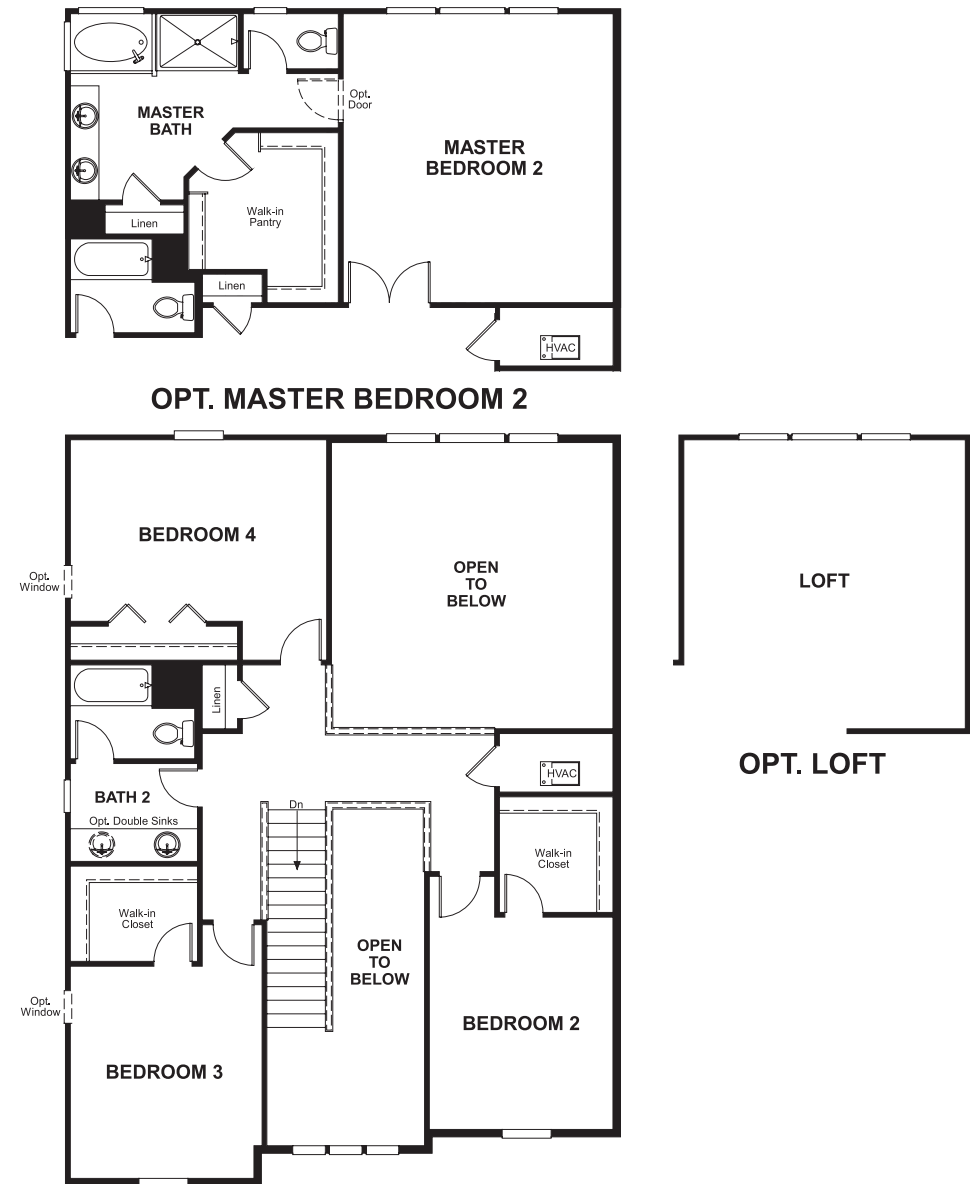 Opt.
Door
MASTER
BATH
MASTER
BEDROOM 2
Walk-in
Pantry
Linen
Linen
HVAC
OPT. MASTER BEDROOM 2
BEDROOM 4
OPEN
TO
BELOW
Opt.
Window
LOFT
Linen
OPT. LOFT
HVAC
BATH 2
Opt. Double Sinks
Dn
Walk-in
Closet
Walk-in
Closet
OPEN
TO
BELOW
Opt.
Window
BEDROOM 2
BEDROOM 3